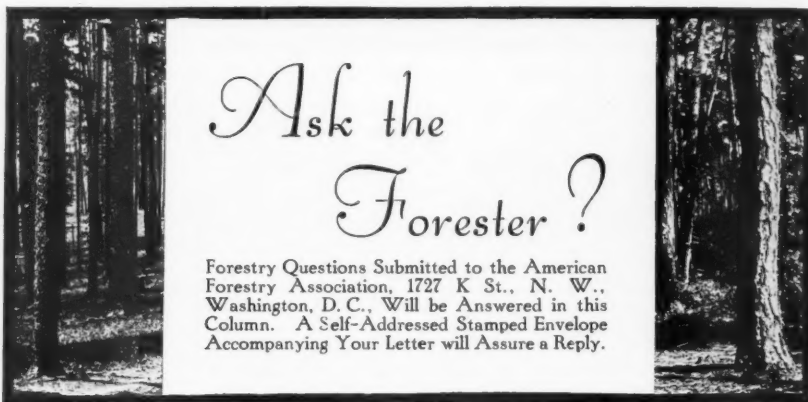 Ask the
Forester?
Forestry Questions Submitted to the American
Forestry Association, 1727 K St., N. W.,
Washington, D. C., Will be Answered in this
Column. A Self-Addressed Stamped Envelope
Accompanying Your Letter will Assure a Reply.